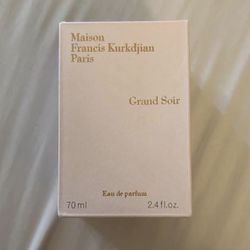 Maison
Francis Kurkdjian
Paris
Grand Soir
Eau de parfum
70 ml 2.4 fl.oz.